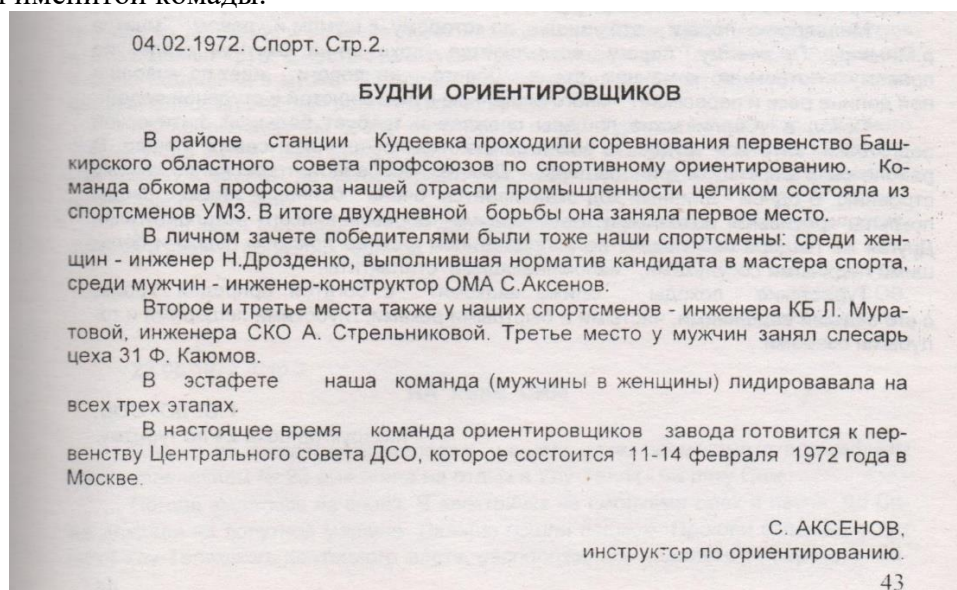 именитой комады.
04.02.1972. Спорт. Стр.2.
БУДНИ ОРИЕНТИРОВЩИКОВ
В районе станции Кудеевка проходили соревнования первенство Баш-
кирского областного совета профсоюзов по спортивному ориентированию. Ко-
манда обкома профсоюза нашей отрасли промышленности целиком состояла из
спортсменов УМЗ. В итоге двухдневной борьбы она заняла первое место.
В личном зачете победителями были тоже наши спортсмены: среди жен-
щин - инженер Н.Дрозденко, выполнившая норматив кандидата в мастера спорта,
среди мужчин - инженер-конструктор ОМА С.Аксенов.
Второе и третье места также у наших спортсменов - инженера КБ Л. Мура-
товой, инженера СКО А. Стрельниковой. Третье место у мужчин занял слесарь
цеха 31 Ф. Каюмов.
В эстафете наша команда (мужчины в женщины) лидировавала на
всех трех этапах.
В настоящее время команда ориентировщиков завода готовится к пер-
венству Центрального совета ДСО, которое состоится 11-14 февраля 1972 года в
Москве.
С. АКСЕНОВ,
инструктор по ориентированию.
43